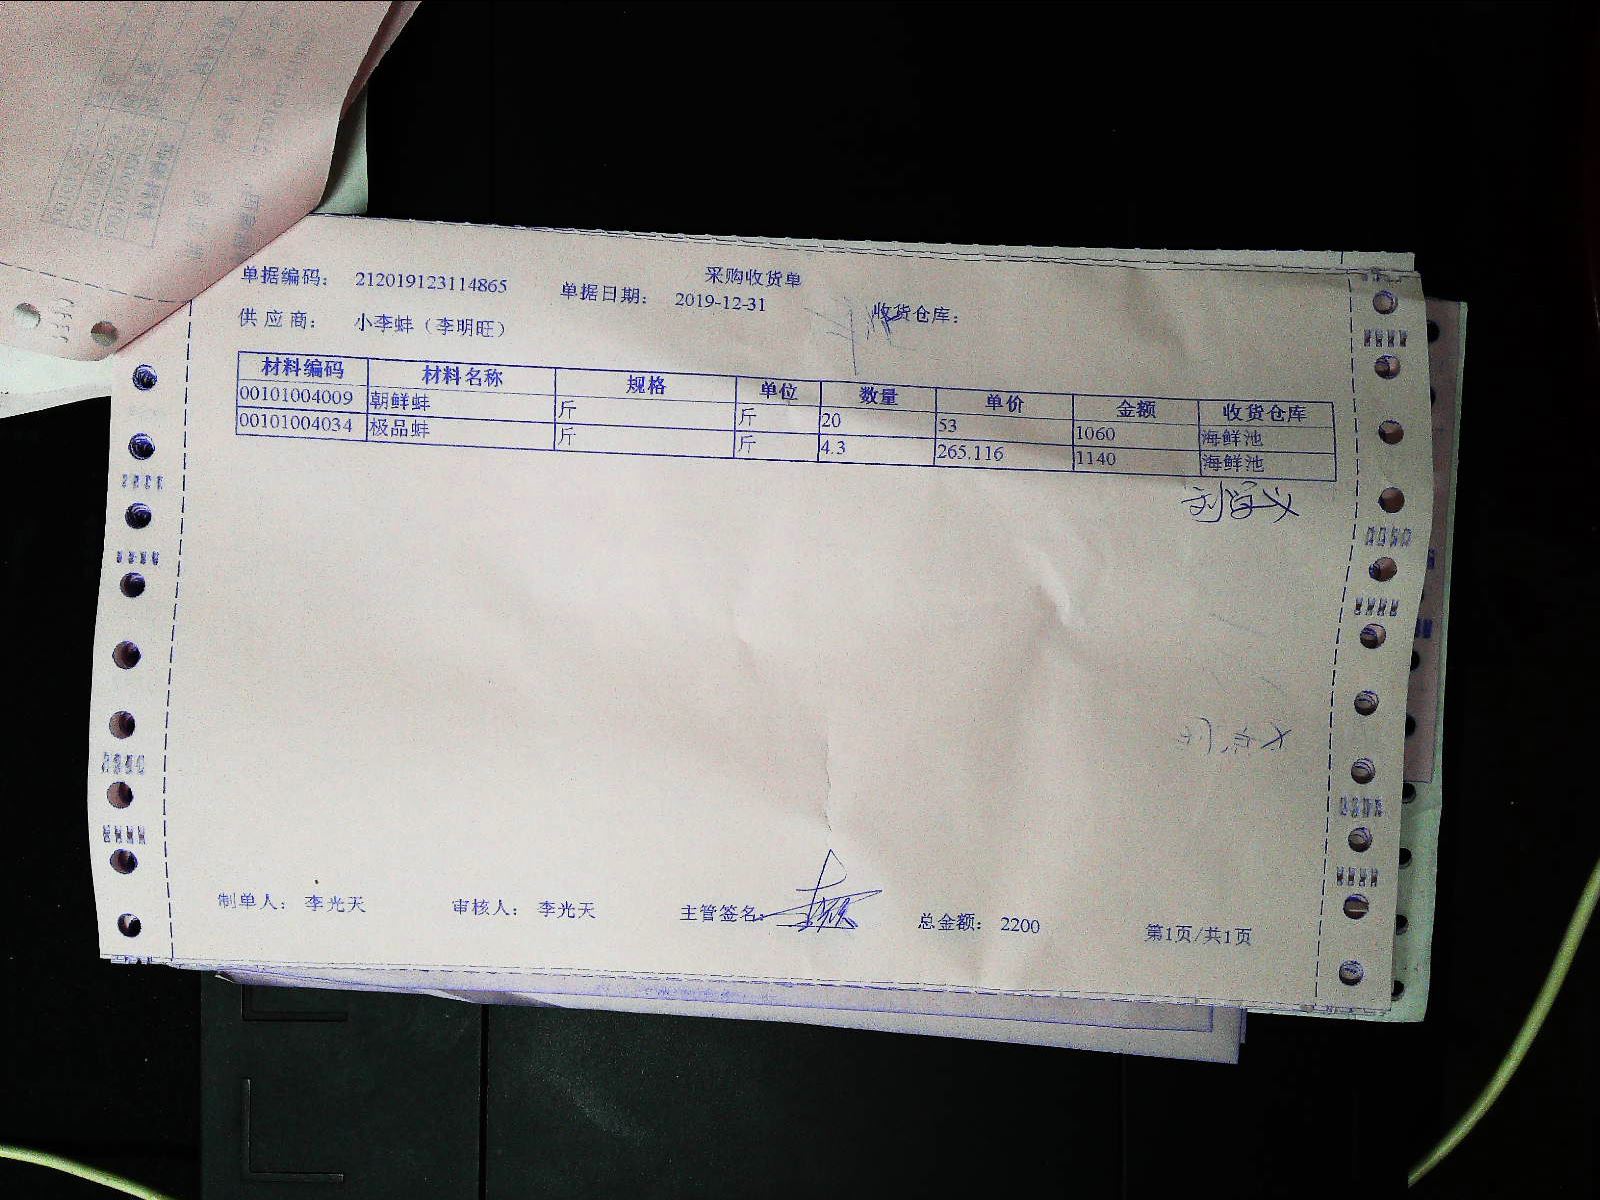 采购收货单
单据编码： 212019123114865 单据日期： 2019-12-31 收货仓库：
供应商： 小李蚌（李明旺）
材料编码 材料名称 规格 单位 数量 单价 金额 收货仓库
00101004009 朝鲜蚌 斤 斤 20 53 1060 海鲜池
00101004034 极品蚌 斤 斤 4.3 265.116 1140 海鲜池
制单人： 李光天 审核人： 李光天 主管签名： 总金额： 2200 第1页/共1页